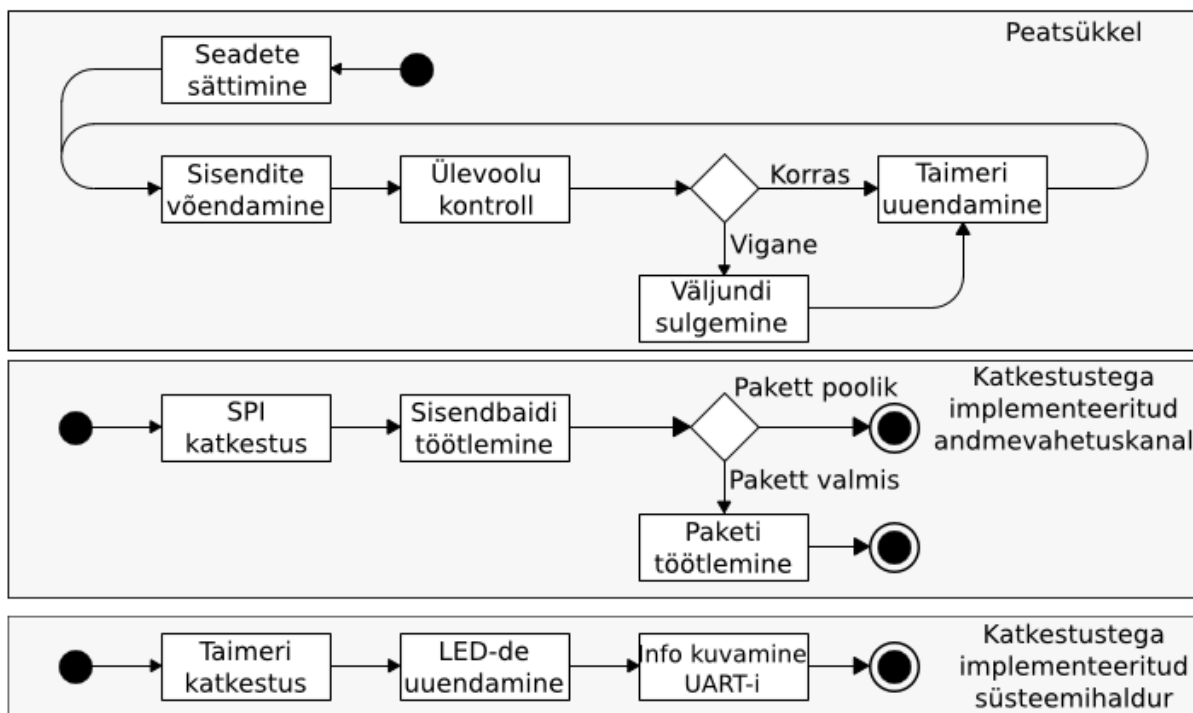 Peatsükkel
Seadete
sättimine
Sisendite
võendamine
Ülevoolu
kontroll
Korras
Taimeri
uuendamine
Vigane
Väljundi
sulgemine
Katkestustega
implementeeritud
andmevahetuskanal
SPI
katkestus
Sisendbaidi
töötlemine
Pakett poolik
Pakett valmis
Paketi
töötlemine
Katkestustega
implementeeritud
süsteemihaldur
Taimeri
katkestus
LED-de
uuendamine
Info kuvamine
UART-i